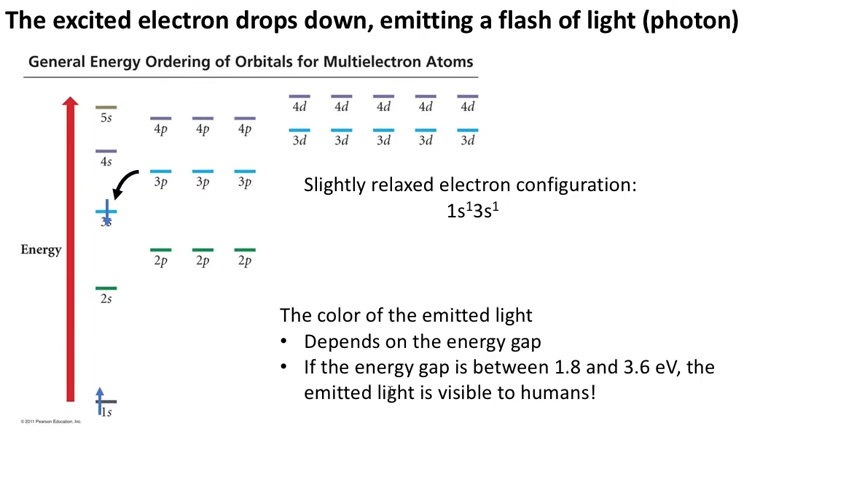 The excited electron drops down, emitting a flash of light (photon)
General Energy Ordering of Orbitals for Multielectron Atoms
5s
4d 4d 4d 4d 4d
4p 4p 4p
3d 3d 3d 3d 3d
4s
3p 3p 3p
Slightly relaxed electron configuration:
1s¹3s¹
3s
Energy
2p 2p 2p
2s
The color of the emitted light
• Depends on the energy gap
• If the energy gap is between 1.8 and 3.6 eV, the
emitted light is visible to humans!
1s
© 2011 Pearson Education, Inc.